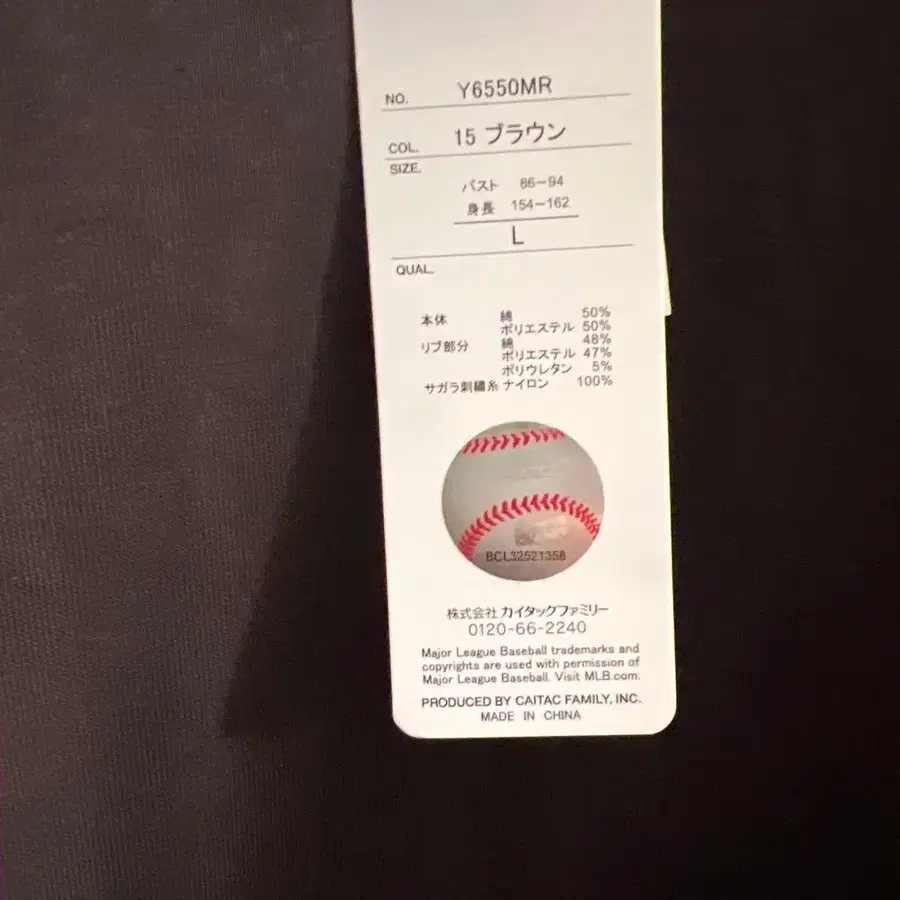 NO. Y6550MR
COL. 15 ブラウン
SIZE.
バスト 86-94
身長 154-162
L
QUAL.
本体 綿 50%
ポリエステル 50%
リブ部分 綿 48%
ポリエステル 47%
ポリウレタン 5%
サガラ刺繍糸 ナイロン 100%
BCL32521358
株式会社 カイタックファミリー
0120-66-2240
Major League Baseball trademarks and
copyrights are used with permission of
Major League Baseball. Visit MLB.com.
PRODUCED BY CAITAC FAMILY, INC.
MADE IN CHINA